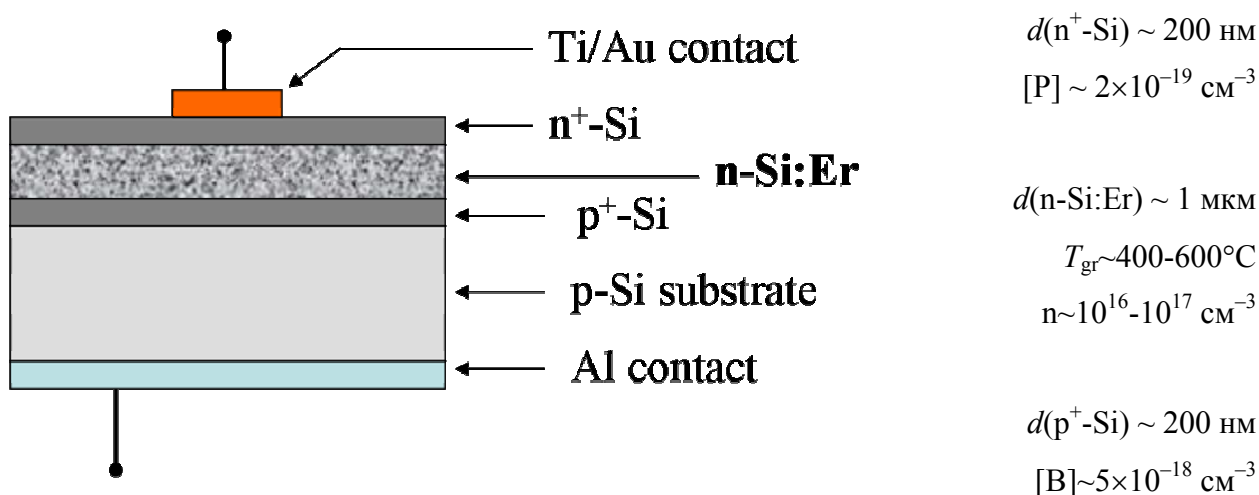 Ti/Au contact
n⁺-Si
n-Si:Er
p⁺-Si
p-Si substrate
Al contact
d(n⁺-Si) ~ 200 нм
[P] ~ 2×10⁻¹⁹ см⁻³
d(n-Si:Er) ~ 1 мкм
T_gr~400-600°C
n~10¹⁶-10¹⁷ см⁻³
d(p⁺-Si) ~ 200 нм
[B]~5×10⁻¹⁸ см⁻³